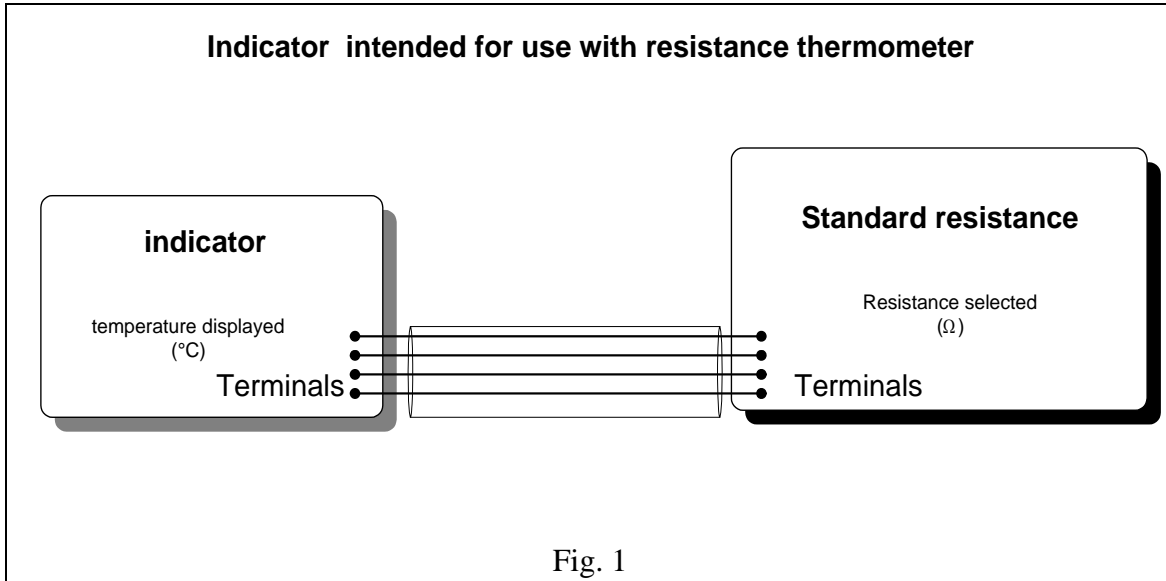 Indicator  intended for use with resistance thermometer
indicator
temperature displayed
(°C)
Terminals
Standard resistance
Resistance selected
(Ω)
Terminals
Fig. 1